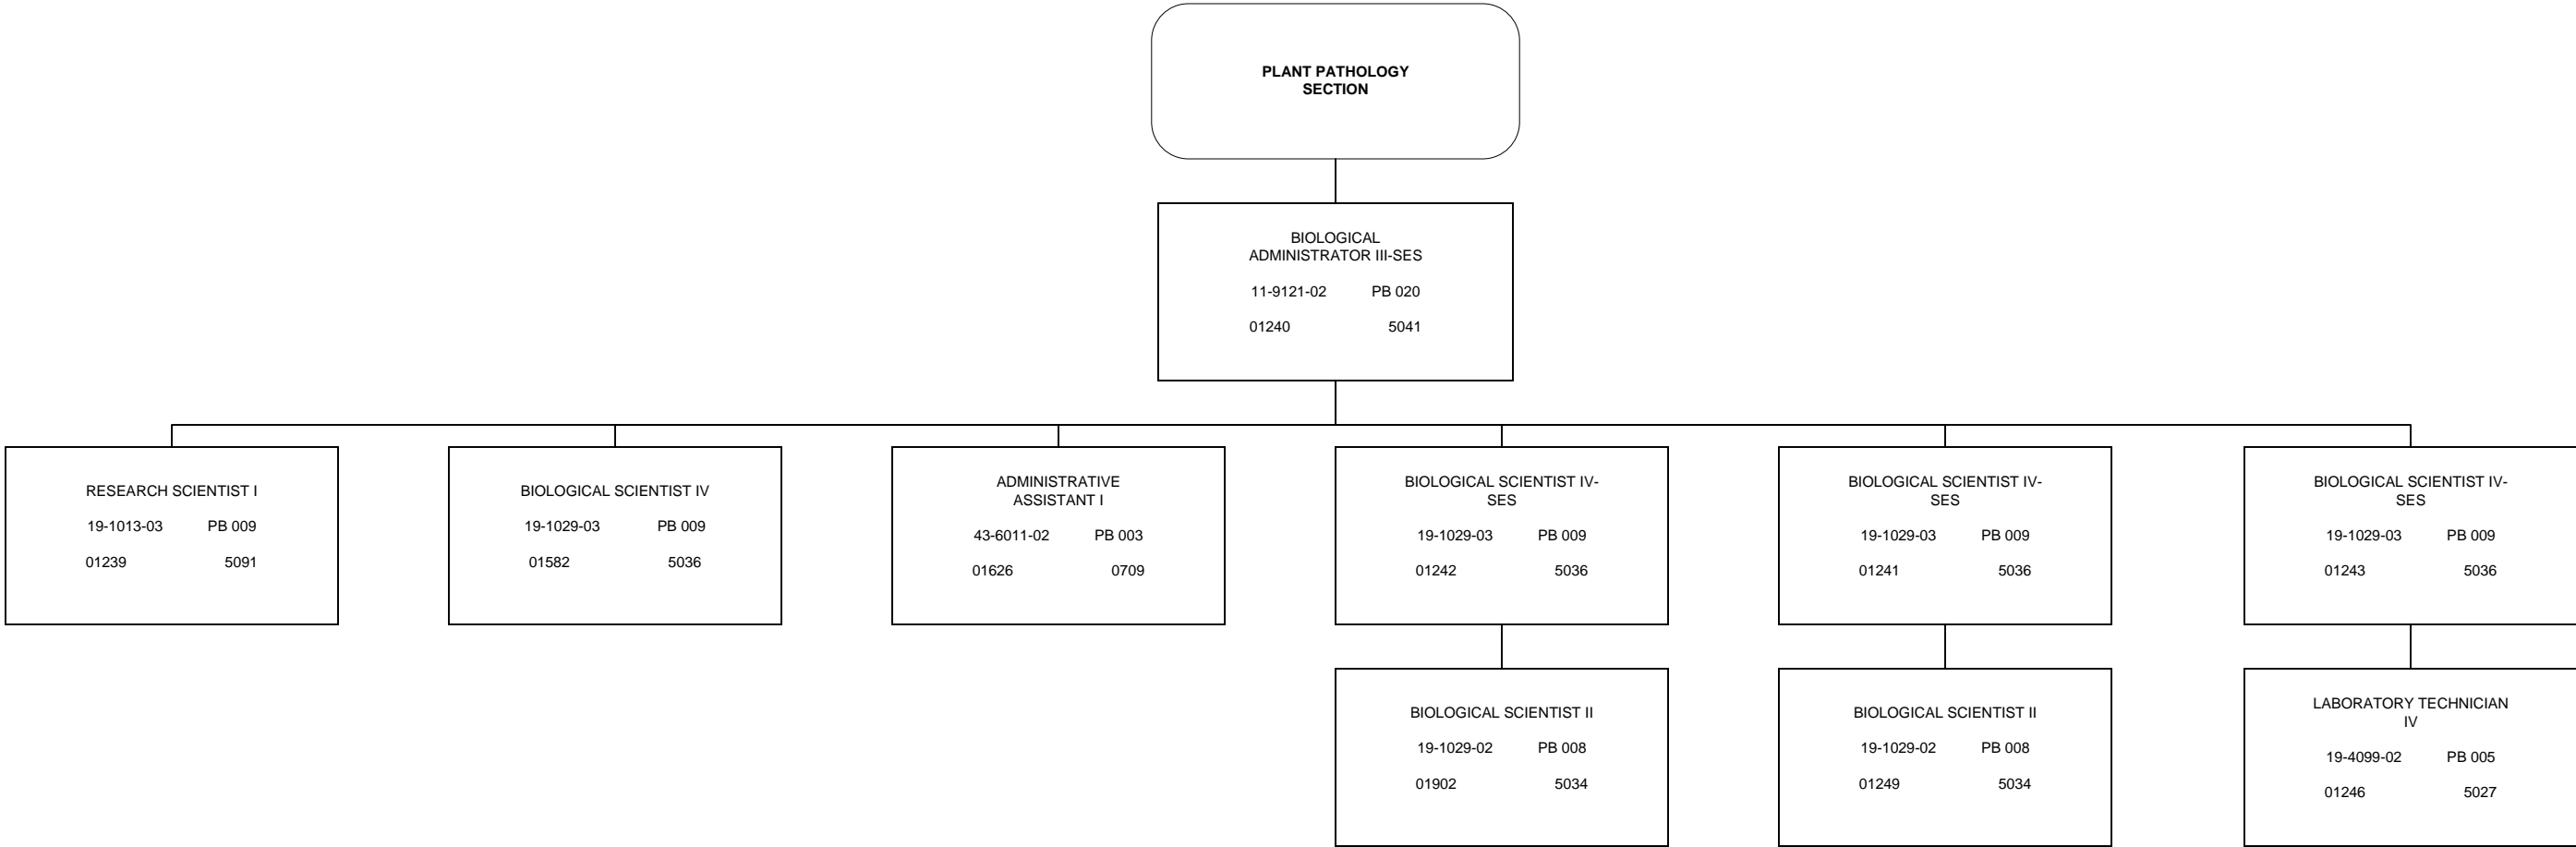 PLANT PATHOLOGY
SECTION
BIOLOGICAL
ADMINISTRATOR III-SES
11-9121-02 PB 020
01240 5041
RESEARCH SCIENTIST I
19-1013-03 PB 009
01239 5091
BIOLOGICAL SCIENTIST IV
19-1029-03 PB 009
01582 5036
ADMINISTRATIVE
ASSISTANT I
43-6011-02 PB 003
01626 0709
BIOLOGICAL SCIENTIST IV-
SES
19-1029-03 PB 009
01242 5036
BIOLOGICAL SCIENTIST IV-
SES
19-1029-03 PB 009
01241 5036
BIOLOGICAL SCIENTIST IV-
SES
19-1029-03 PB 009
01243 5036
BIOLOGICAL SCIENTIST II
19-1029-02 PB 008
01902 5034
BIOLOGICAL SCIENTIST II
19-1029-02 PB 008
01249 5034
LABORATORY TECHNICIAN
IV
19-4099-02 PB 005
01246 5027